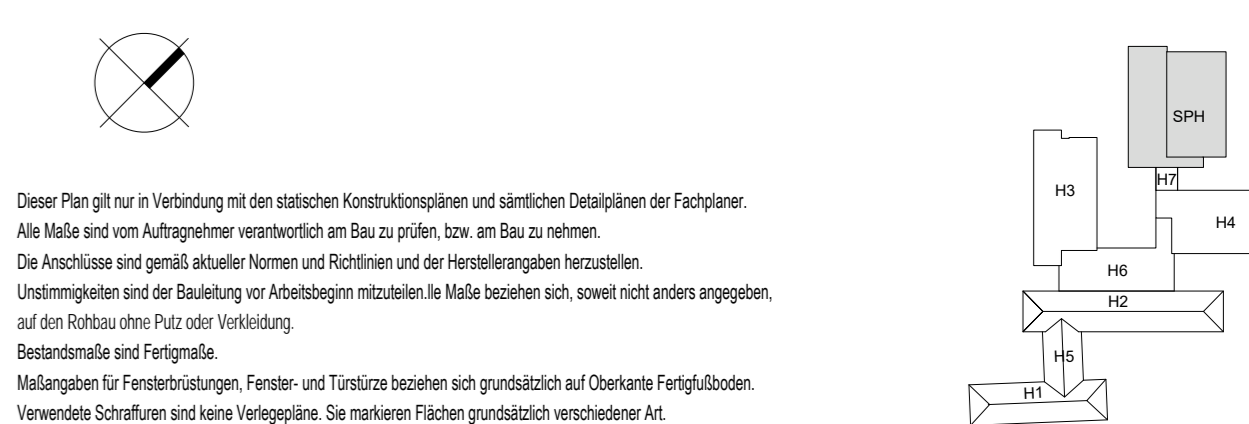 Dieser Plan gilt nur in Verbindung mit den statischen Konstruktionsplänen und sämtlichen Detailplänen der Fachplaner.
Alle Maße sind vom Auftragnehmer verantwortlich am Bau zu prüfen, bzw. am Bau zu nehmen.
Die Anschlüsse sind gemäß aktueller Normen und Richtlinien und der Herstellerangaben herzustellen.
Unstimmigkeiten sind der Bauleitung vor Arbeitsbeginn mitzuteilen.lle Maße beziehen sich, soweit nicht anders angegeben,
auf den Rohbau ohne Putz oder Verkleidung.
Bestandsmaße sind Fertigmaße.
Maßangaben für Fensterbrüstungen, Fenster- und Türstürze beziehen sich grundsätzlich auf Oberkante Fertigfußboden.
Verwendete Schraffuren sind keine Verlegepläne. Sie markieren Flächen grundsätzlich verschiedener Art.
SPH
H7
H3
H4
H6
H2
H5
H1